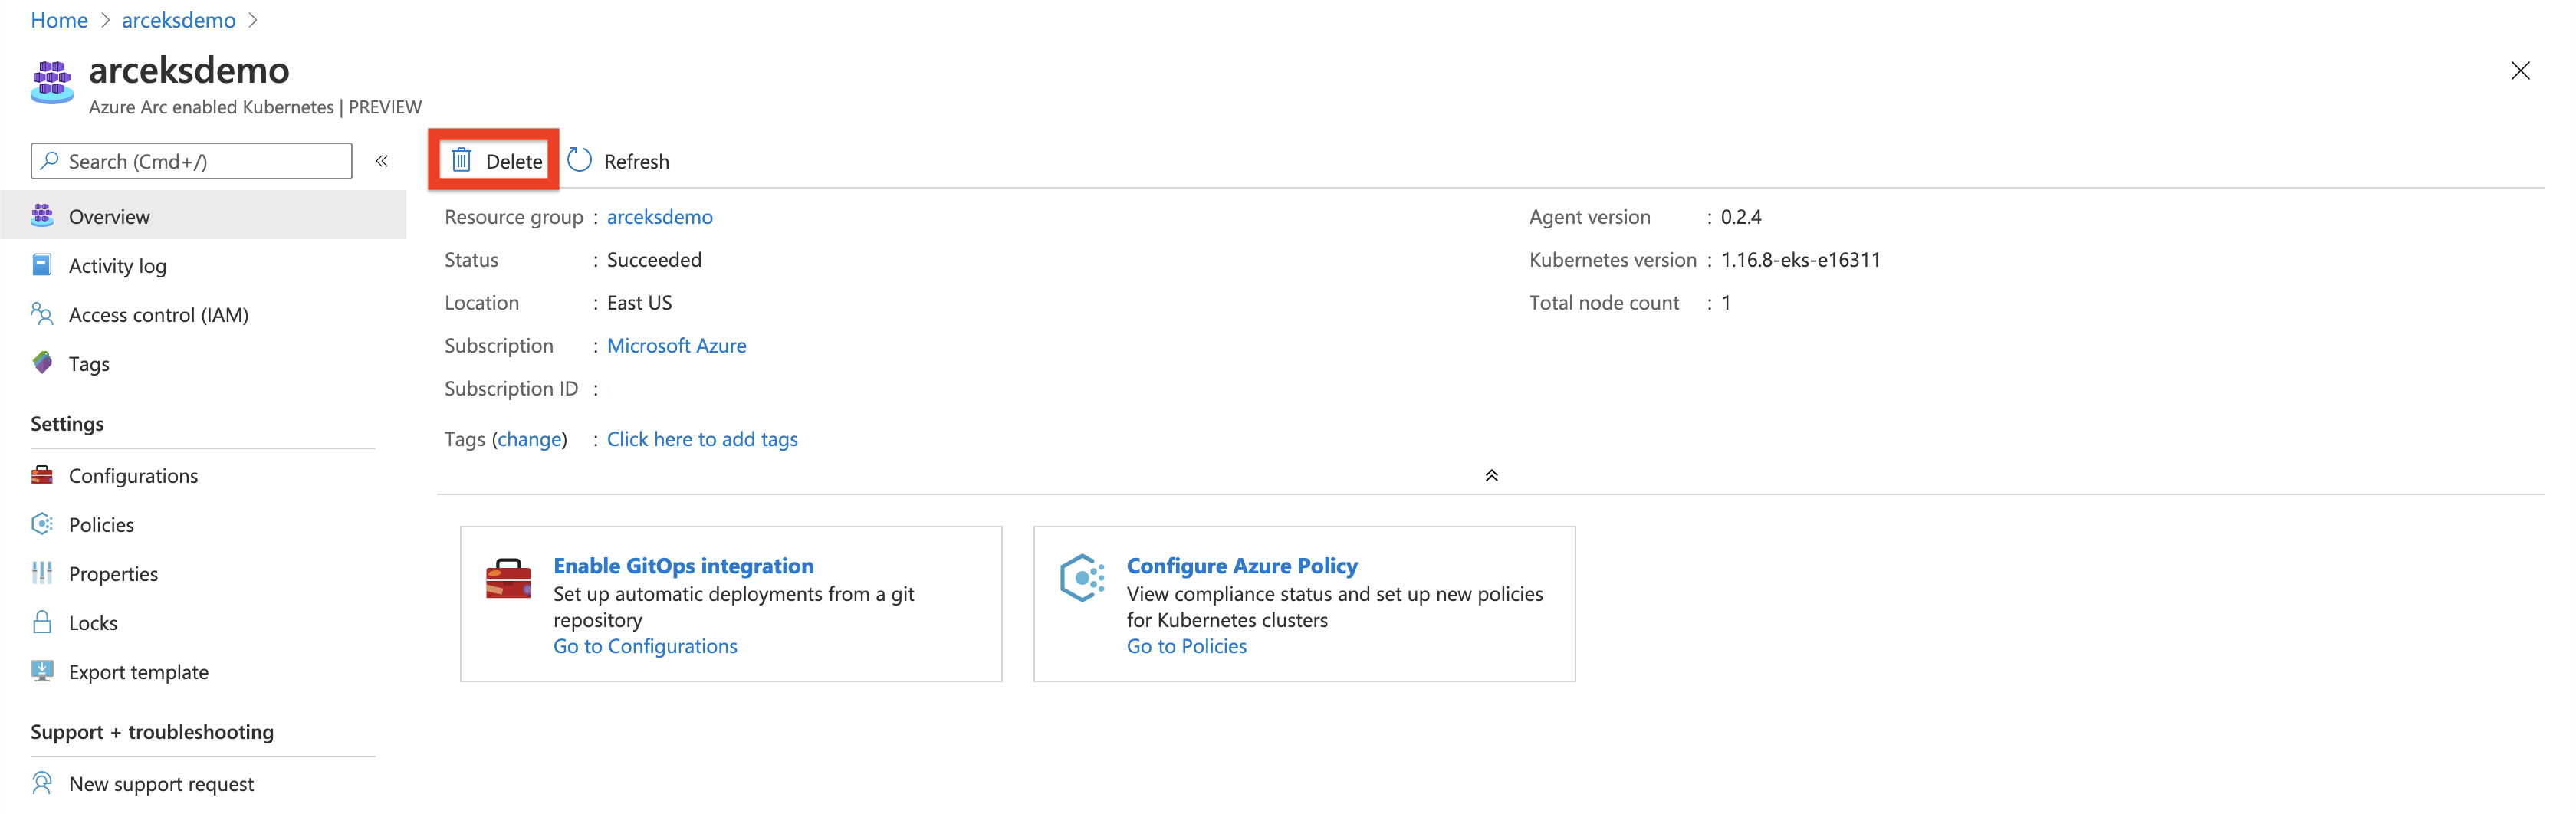 Home > arceksdemo >
arceksdemo
Azure Arc enabled Kubernetes | PREVIEW
Search (Cmd+/)
«
Delete
Refresh
Overview
Activity log
Access control (IAM)
Tags
Settings
Configurations
Policies
Properties
Locks
Export template
Support + troubleshooting
New support request
Resource group : arceksdemo
Status : Succeeded
Location : East US
Subscription : Microsoft Azure
Subscription ID :
Tags (change) : Click here to add tags
Agent version : 0.2.4
Kubernetes version : 1.16.8-eks-e16311
Total node count : 1
Enable GitOps integration
Set up automatic deployments from a git
repository
Go to Configurations
Configure Azure Policy
View compliance status and set up new policies
for Kubernetes clusters
Go to Policies